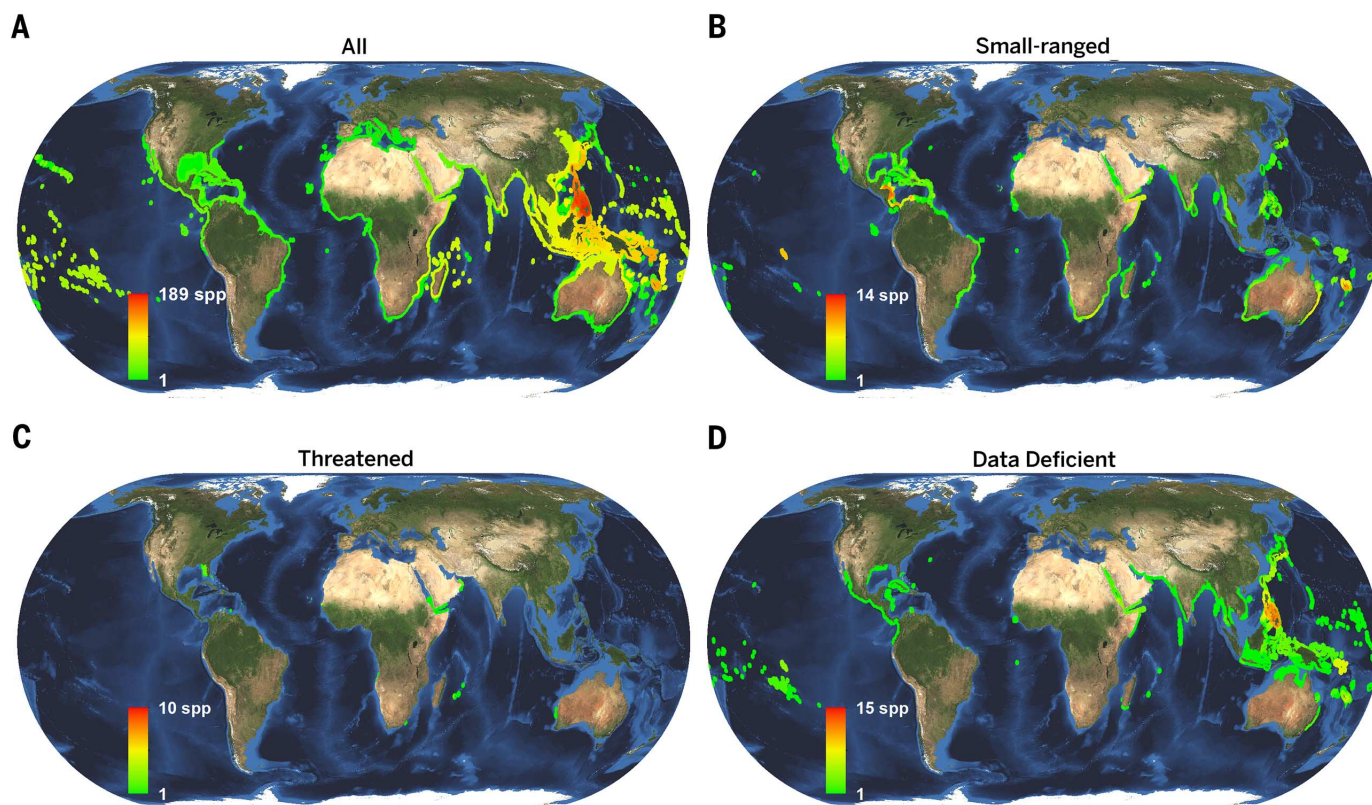 A
All
189 spp
1
B
Small-ranged
14 spp
1
C
Threatened
10 spp
1
D
Data Deficient
15 spp
1